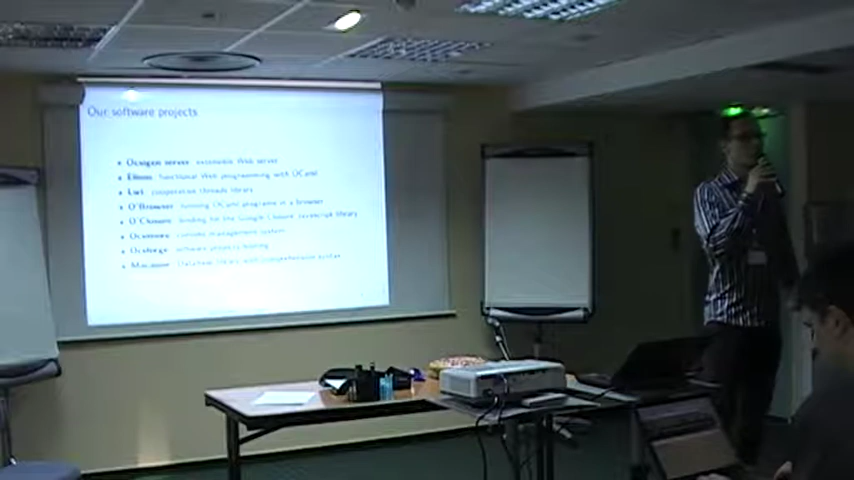 Our software projects
• Ocsigen server: extensible Web server
• Eliom: functional Web programming with OCaml
• Lwt: cooperative threads library
• O'Browser: running OCaml programs in a browser
• O'Closure: binding for the Google Closure JavaScript library
• Ocsimore: content management system
• Ocsforge: software project hosting
• Macaque: DataBase library with comprehension syntax